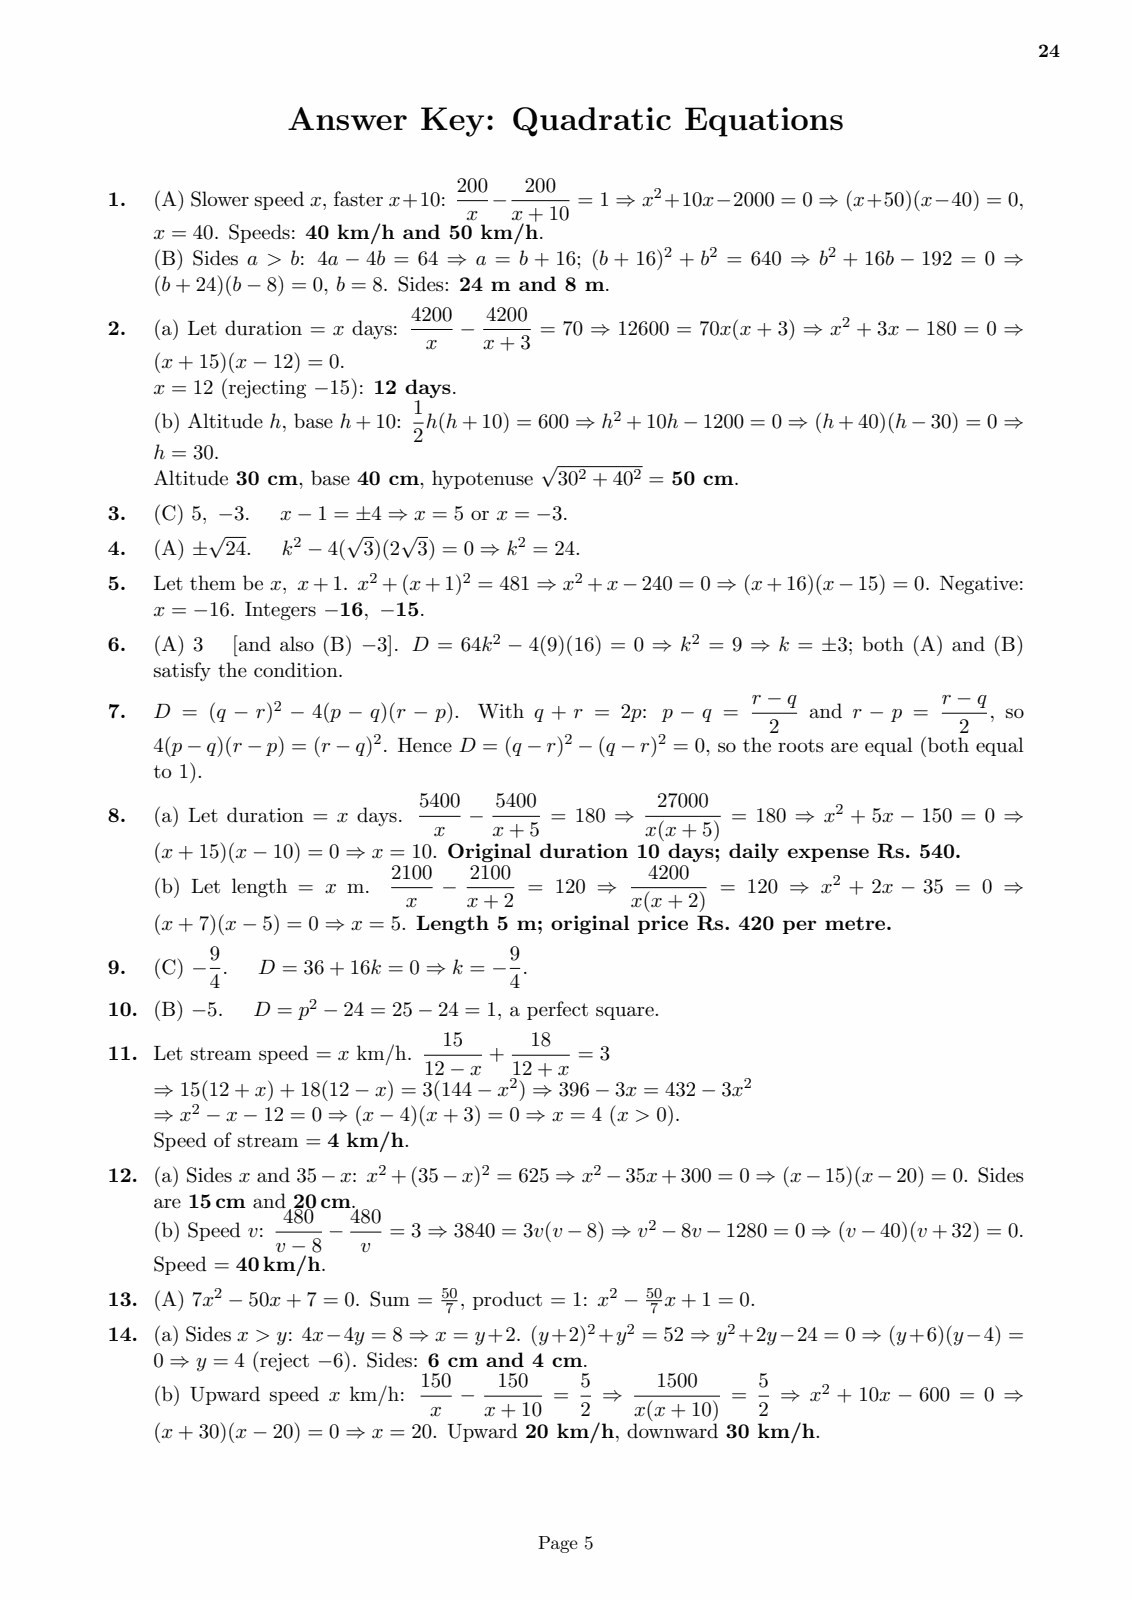 24
Answer Key: Quadratic Equations
1. (A) Slower speed x, faster x+10: 200/x − 200/(x + 10) = 1 ⇒ x²+10x−2000 = 0 ⇒ (x+50)(x−40) = 0,
x = 40. Speeds: 40 km/h and 50 km/h.
(B) Sides a > b: 4a − 4b = 64 ⇒ a = b + 16; (b + 16)² + b² = 640 ⇒ b² + 16b − 192 = 0 ⇒
(b + 24)(b − 8) = 0, b = 8. Sides: 24 m and 8 m.
2. (a) Let duration = x days: 4200/x − 4200/(x + 3) = 70 ⇒ 12600 = 70x(x + 3) ⇒ x² + 3x − 180 = 0 ⇒
(x + 15)(x − 12) = 0.
x = 12 (rejecting −15): 12 days.
(b) Altitude h, base h + 10: 1/2 h(h + 10) = 600 ⇒ h² + 10h − 1200 = 0 ⇒ (h + 40)(h − 30) = 0 ⇒
h = 30.
Altitude 30 cm, base 40 cm, hypotenuse √(30² + 40²) = 50 cm.
3. (C) 5, −3. x − 1 = ±4 ⇒ x = 5 or x = −3.
4. (A) ±√24. k² − 4(√3)(2√3) = 0 ⇒ k² = 24.
5. Let them be x, x + 1. x² + (x + 1)² = 481 ⇒ x² + x − 240 = 0 ⇒ (x + 16)(x − 15) = 0. Negative:
x = −16. Integers −16, −15.
6. (A) 3 [and also (B) −3]. D = 64k² − 4(9)(16) = 0 ⇒ k² = 9 ⇒ k = ±3; both (A) and (B)
satisfy the condition.
7. D = (q − r)² − 4(p − q)(r − p). With q + r = 2p: p − q = (r − q)/2 and r − p = (r − q)/2, so
4(p − q)(r − p) = (r − q)². Hence D = (q − r)² − (q − r)² = 0, so the roots are equal (both equal
to 1).
8. (a) Let duration = x days. 5400/x − 5400/(x + 5) = 180 ⇒ 27000/(x(x + 5)) = 180 ⇒ x² + 5x − 150 = 0 ⇒
(x + 15)(x − 10) = 0 ⇒ x = 10. Original duration 10 days; daily expense Rs. 540.
(b) Let length = x m. 2100/x − 2100/(x + 2) = 120 ⇒ 4200/(x(x + 2)) = 120 ⇒ x² + 2x − 35 = 0 ⇒
(x + 7)(x − 5) = 0 ⇒ x = 5. Length 5 m; original price Rs. 420 per metre.
9. (C) −9/4. D = 36 + 16k = 0 ⇒ k = −9/4.
10. (B) −5. D = p² − 24 = 25 − 24 = 1, a perfect square.
11. Let stream speed = x km/h. 15/(12 − x) + 18/(12 + x) = 3
⇒ 15(12 + x) + 18(12 − x) = 3(144 − x²) ⇒ 396 − 3x = 432 − 3x²
⇒ x² − x − 12 = 0 ⇒ (x − 4)(x + 3) = 0 ⇒ x = 4 (x > 0).
Speed of stream = 4 km/h.
12. (a) Sides x and 35 − x: x² + (35 − x)² = 625 ⇒ x² − 35x + 300 = 0 ⇒ (x − 15)(x − 20) = 0. Sides
are 15 cm and 20 cm.
(b) Speed v: 480/(v − 8) − 480/v = 3 ⇒ 3840 = 3v(v − 8) ⇒ v² − 8v − 1280 = 0 ⇒ (v − 40)(v + 32) = 0.
Speed = 40 km/h.
13. (A) 7x² − 50x + 7 = 0. Sum = 50/7, product = 1: x² − 50/7 x + 1 = 0.
14. (a) Sides x > y: 4x−4y = 8 ⇒ x = y+2. (y+2)²+y² = 52 ⇒ y²+2y−24 = 0 ⇒ (y+6)(y−4) =
0 ⇒ y = 4 (reject −6). Sides: 6 cm and 4 cm.
(b) Upward speed x km/h: 150/x − 150/(x + 10) = 5/2 ⇒ 1500/(x(x + 10)) = 5/2 ⇒ x² + 10x − 600 = 0 ⇒
(x + 30)(x − 20) = 0 ⇒ x = 20. Upward 20 km/h, downward 30 km/h.
Page 5